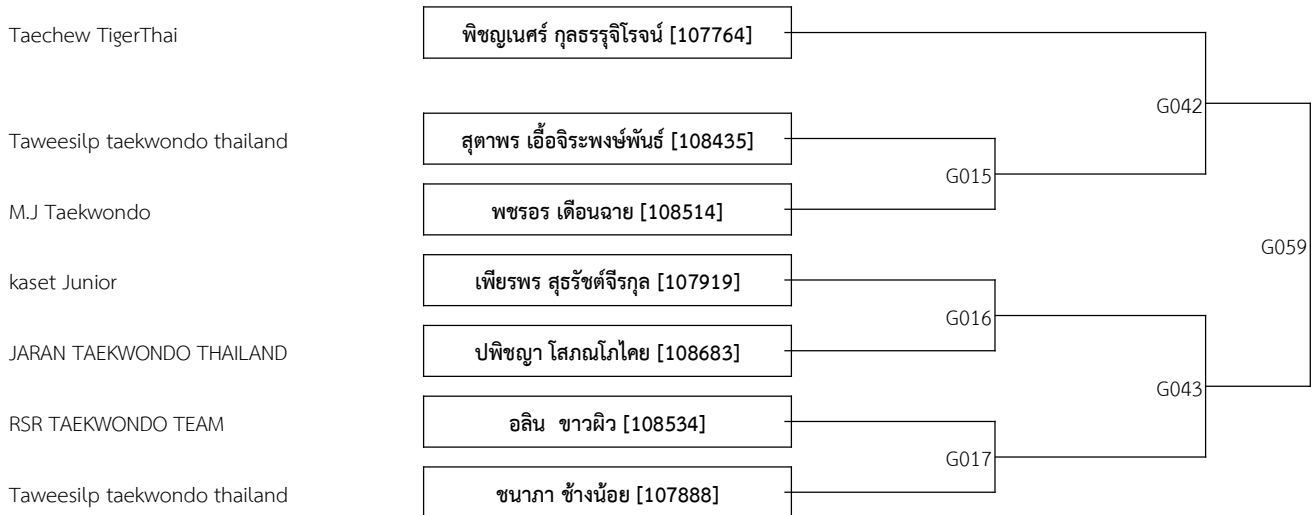 Taechew TigerThai พิชญเนศร์ กุลธรรุจิโรจน์ [107764]
G042
Taweesilp taekwondo thailand สุตาพร เอื้อจิระพงษ์พันธ์ [108435]
G015
M.J Taekwondo พชรอร เดือนฉาย [108514]
G059
kaset Junior เพียรพร สุธรัชต์จีรกุล [107919]
G016
JARAN TAEKWONDO THAILAND ปพิชญา โสภณโภไคย [108683]
G043
RSR TAEKWONDO TEAM อลิน ขาวผิว [108534]
G017
Taweesilp taekwondo thailand ชนาภา ช้างน้อย [107888]